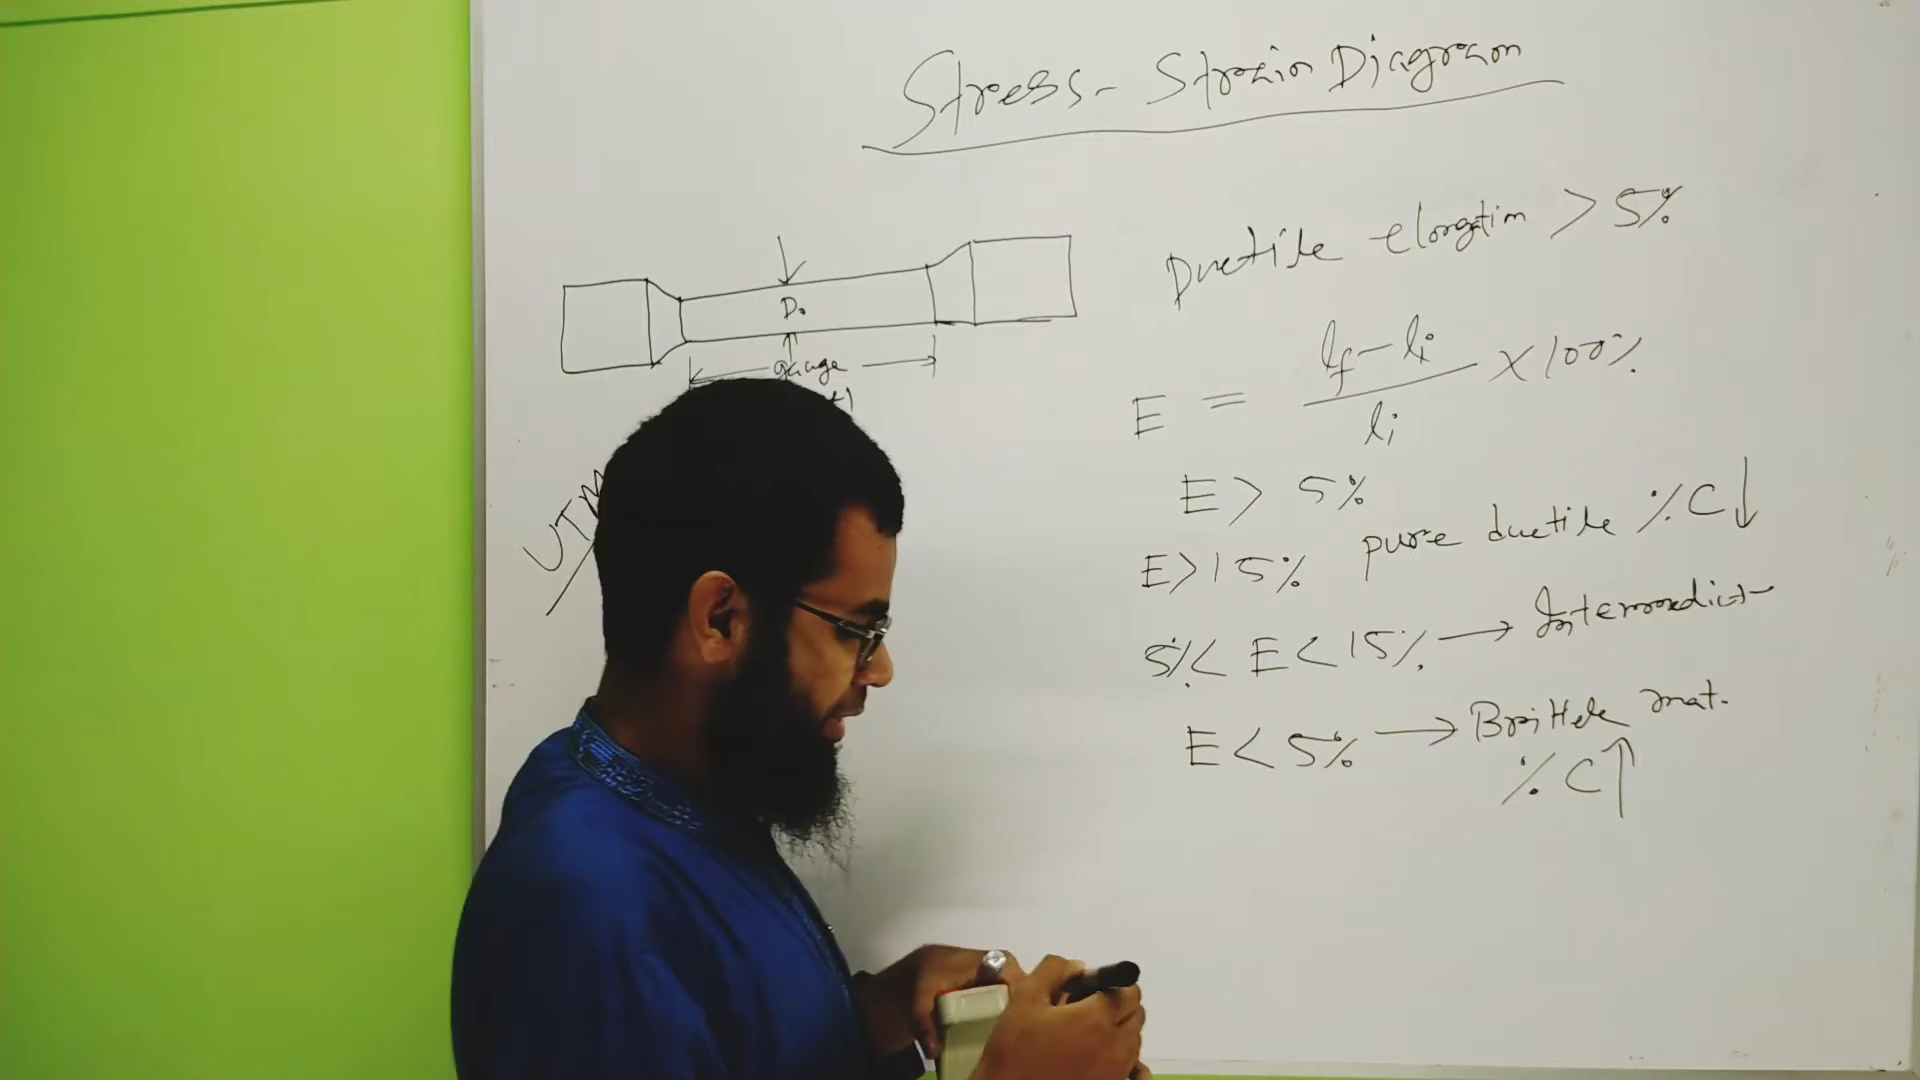 Stress-Strain Diagram
D₀
gauge
UTM
Ductile elongation > 5%
E = (lf - li) / li × 100%
E > 5%
E > 15% pure ductile %C↓
5% < E < 15% → Intermediate
E < 5% → Brittele mat.
%C↑